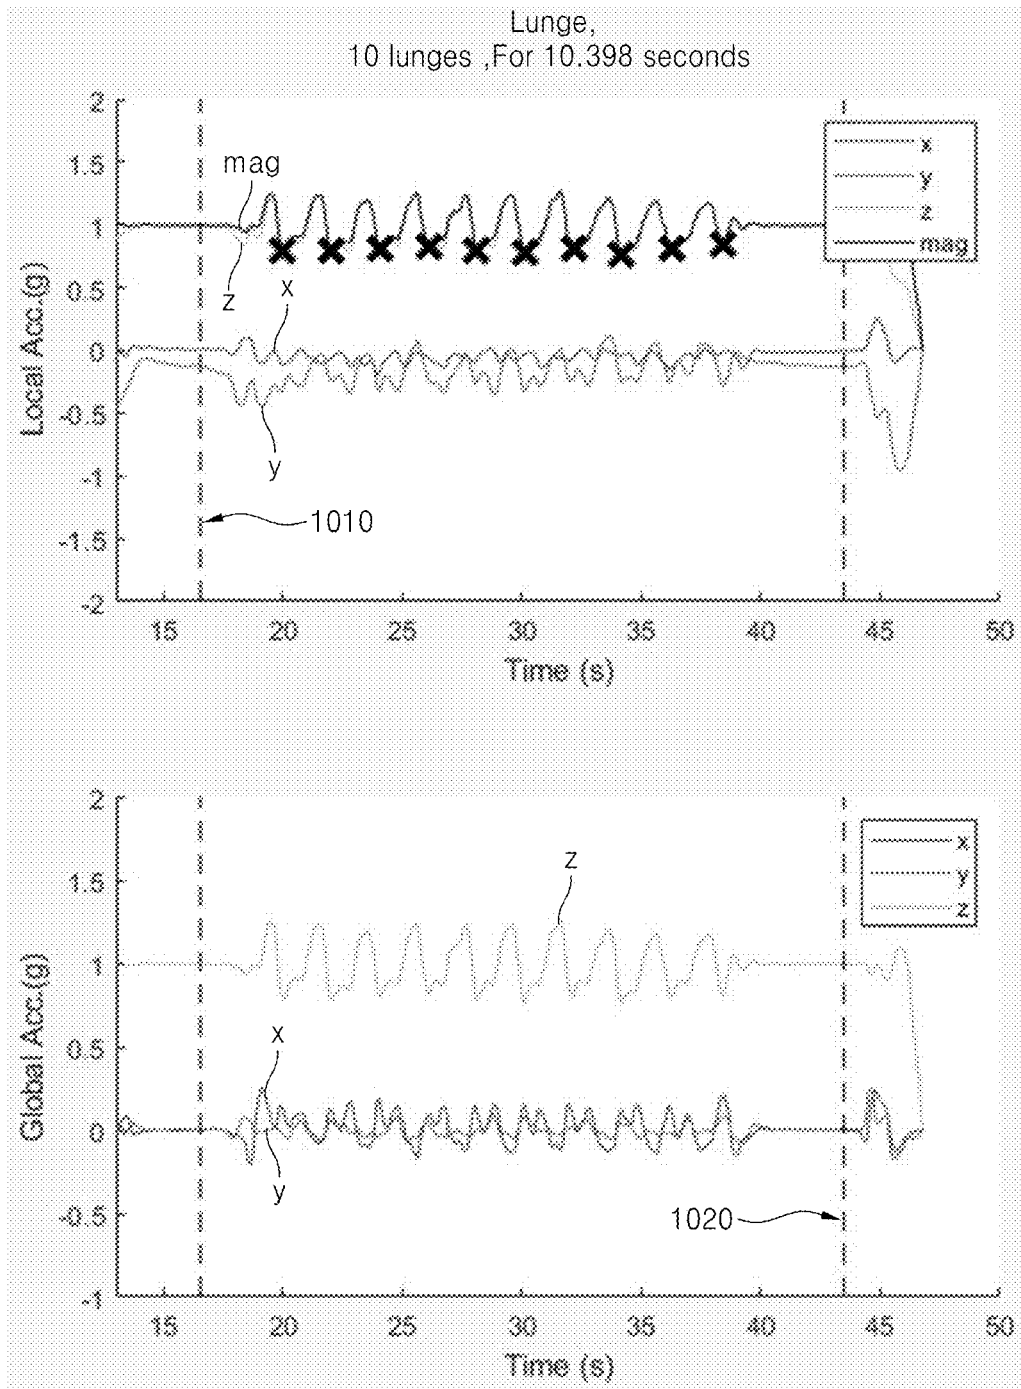 Lunge,
10 lunges ,For 10.398 seconds
2
1.5
1
0.5
0
-0.5
-1
-1.5
-2
Local Acc.(g)
mag
z
x
y
1010
x
y
z
mag
15 20 25 30 35 40 45 50
Time (s)
2
1.5
1
0.5
0
-0.5
-1
Global Acc.(g)
z
x
y
1020
x
y
z
15 20 25 30 35 40 45 50
Time (s)